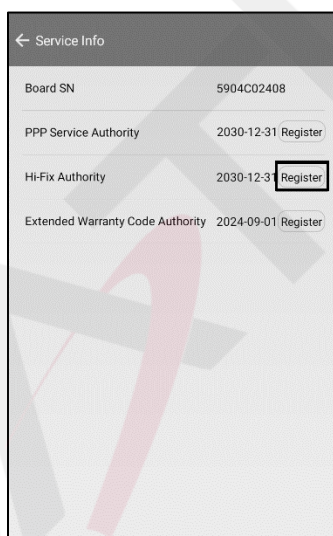 ← Service Info
Board SN 5904C02408
PPP Service Authority 2030-12-31 Register
Hi-Fix Authority 2030-12-31 Register
Extended Warranty Code Authority 2024-09-01 Register